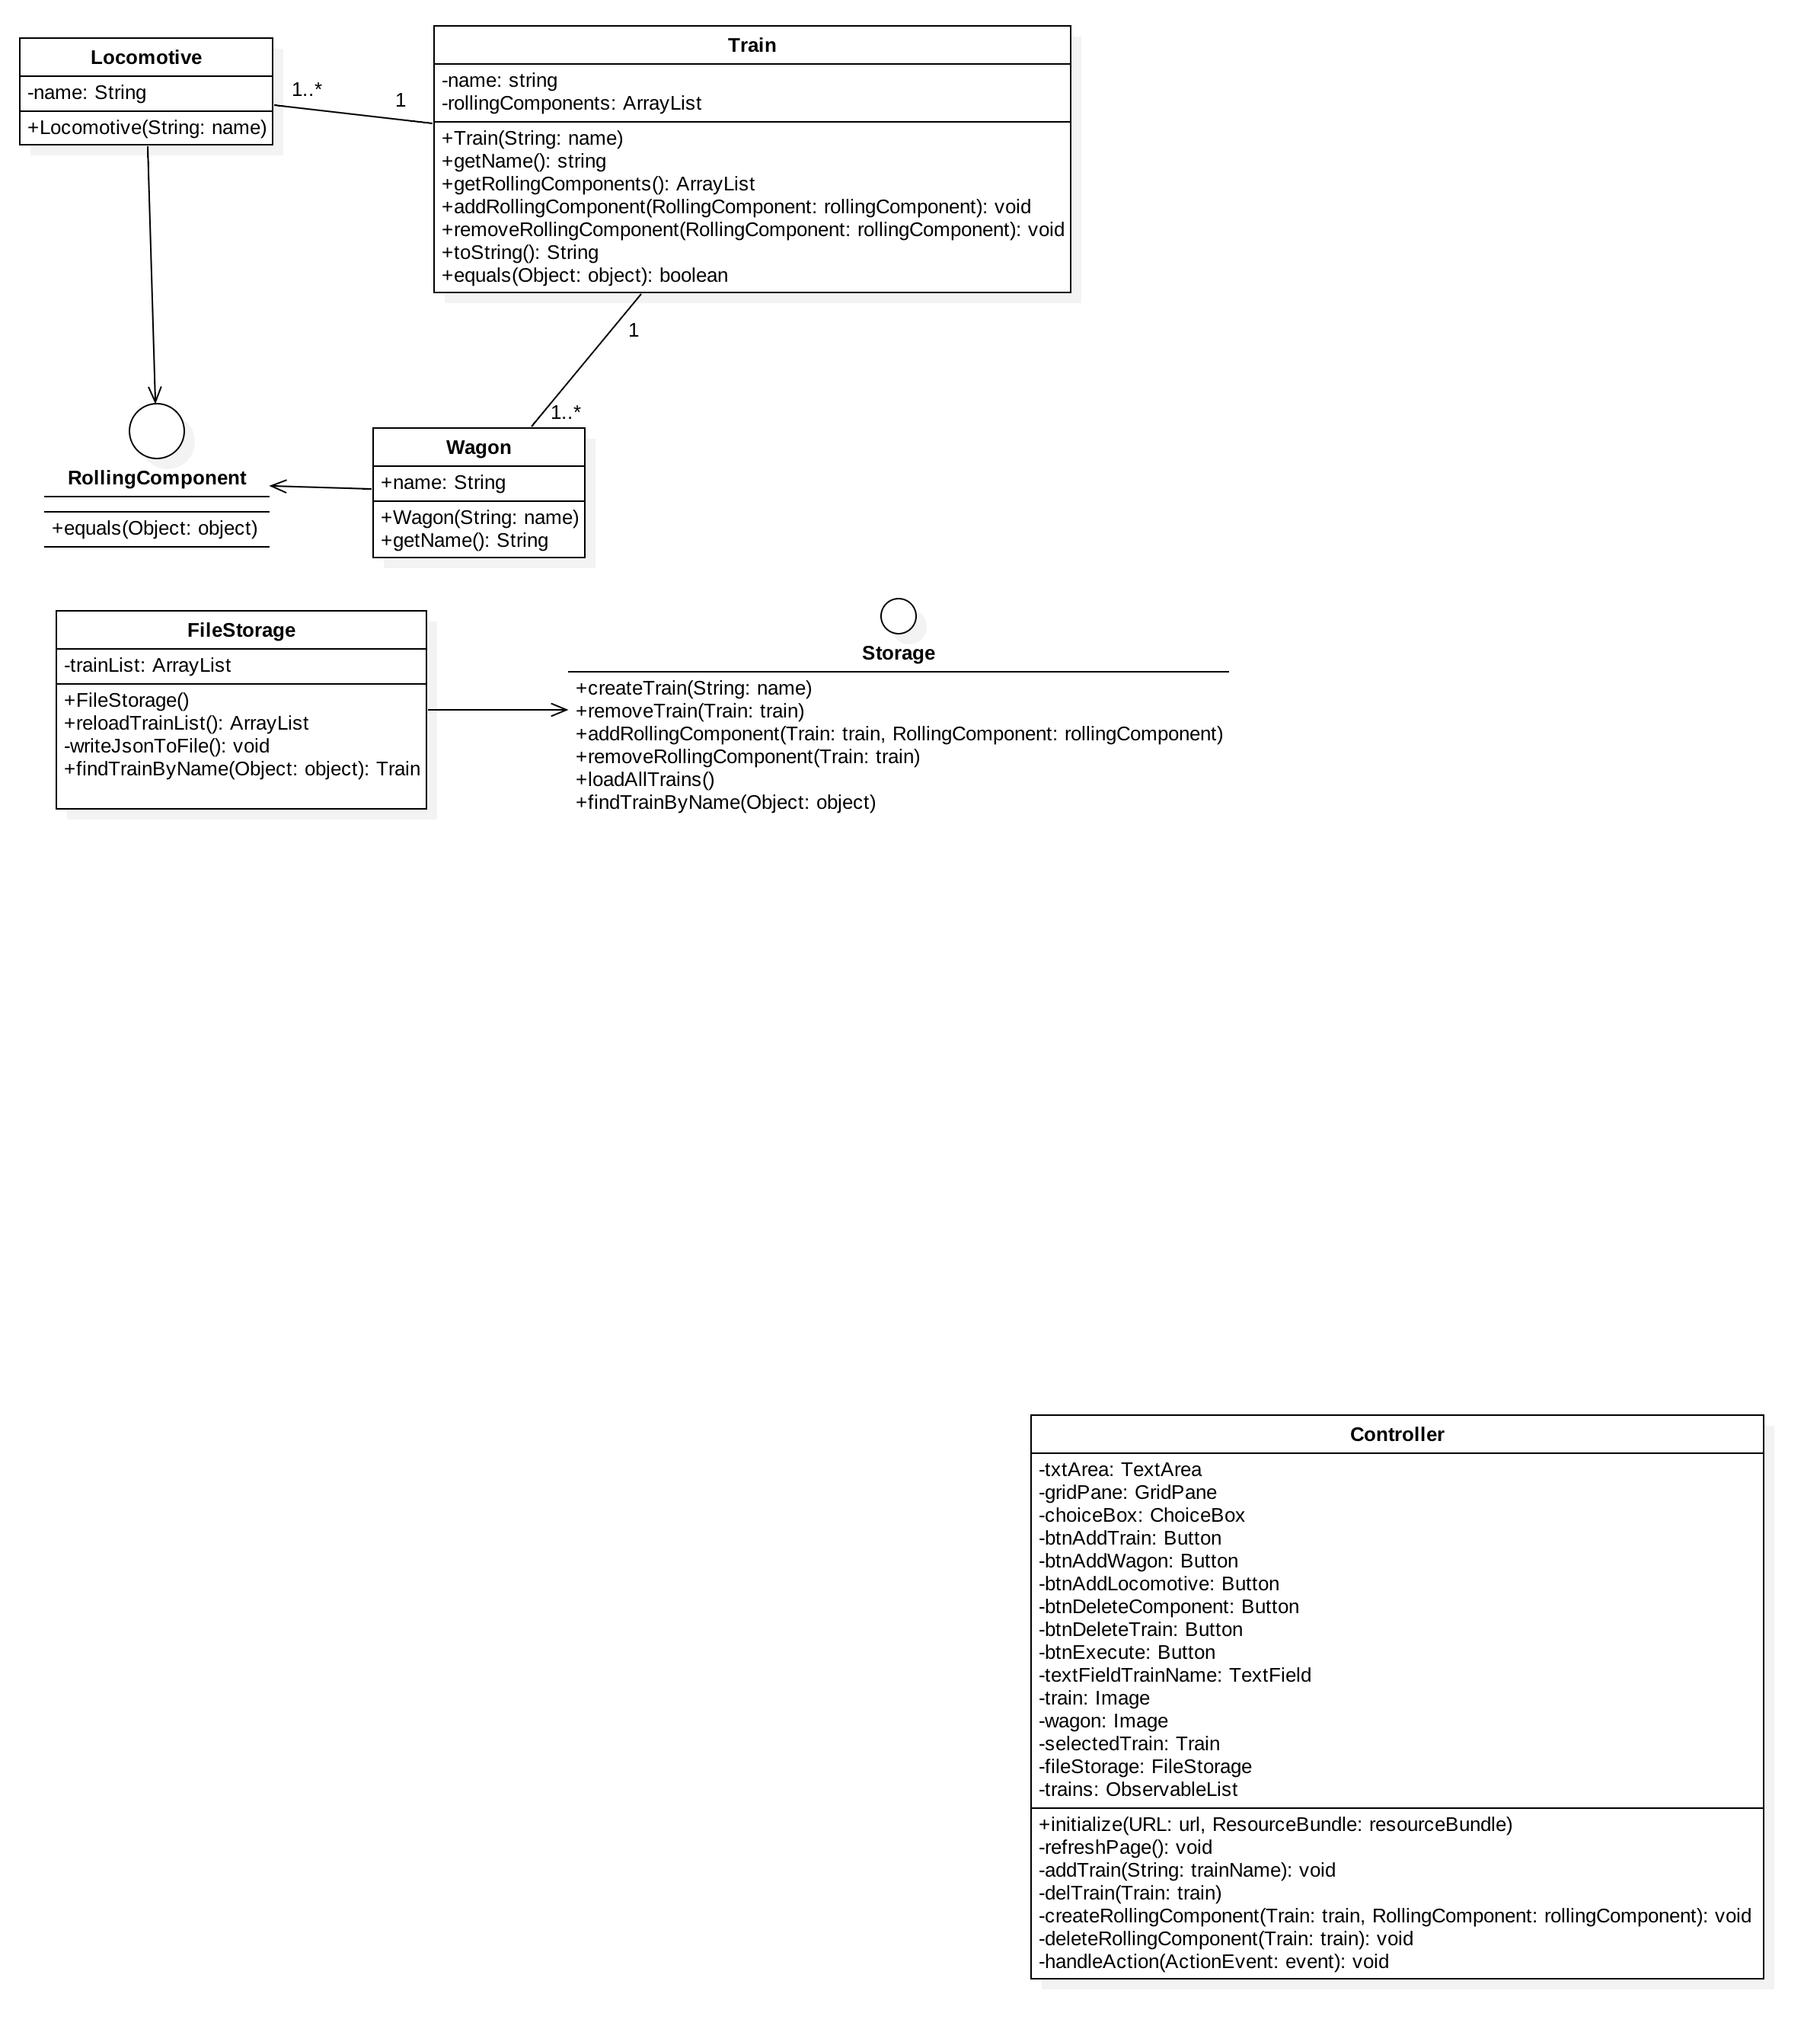 Locomotive
-name: String
+Locomotive(String: name)
1..*
1
Train
-name: string
-rollingComponents: ArrayList
+Train(String: name)
+getName(): string
+getRollingComponents(): ArrayList
+addRollingComponent(RollingComponent: rollingComponent): void
+removeRollingComponent(RollingComponent: rollingComponent): void
+toString(): String
+equals(Object: object): boolean
1
1..*
RollingComponent
+equals(Object: object)
Wagon
+name: String
+Wagon(String: name)
+getName(): String
FileStorage
-trainList: ArrayList
+FileStorage()
+reloadTrainList(): ArrayList
-writeJsonToFile(): void
+findTrainByName(Object: object): Train
Storage
+createTrain(String: name)
+removeTrain(Train: train)
+addRollingComponent(Train: train, RollingComponent: rollingComponent)
+removeRollingComponent(Train: train)
+loadAllTrains()
+findTrainByName(Object: object)
Controller
-txtArea: TextArea
-gridPane: GridPane
-choiceBox: ChoiceBox
-btnAddTrain: Button
-btnAddWagon: Button
-btnAddLocomotive: Button
-btnDeleteComponent: Button
-btnDeleteTrain: Button
-btnExecute: Button
-textFieldTrainName: TextField
-train: Image
-wagon: Image
-selectedTrain: Train
-fileStorage: FileStorage
-trains: ObservableList
+initialize(URL: url, ResourceBundle: resourceBundle)
-refreshPage(): void
-addTrain(String: trainName): void
-delTrain(Train: train)
-createRollingComponent(Train: train, RollingComponent: rollingComponent): void
-deleteRollingComponent(Train: train): void
-handleAction(ActionEvent: event): void